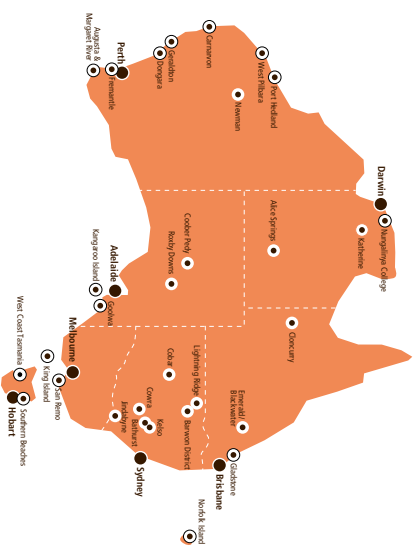 Darwin
Nungalinya College
Katherine
Port Hedland
West Pilbara
Newman
Carnarvon
Geraldton
Dongara
Perth
Fremantle
Augusta &
Margaret River
Alice Springs
Cloncurry
Coober Pedy
Roxby Downs
Adelaide
Kangaroo Island
Goolwa
Emerald/
Blackwater
Gladstone
Brisbane
Lightning Ridge
Cobar
Barwon District
Cowra
Kelso
Bathurst
Jindabyne
Sydney
Norfolk Island
Melbourne
San Remo
King Island
West Coast Tasmania
Southern Beaches
Hobart